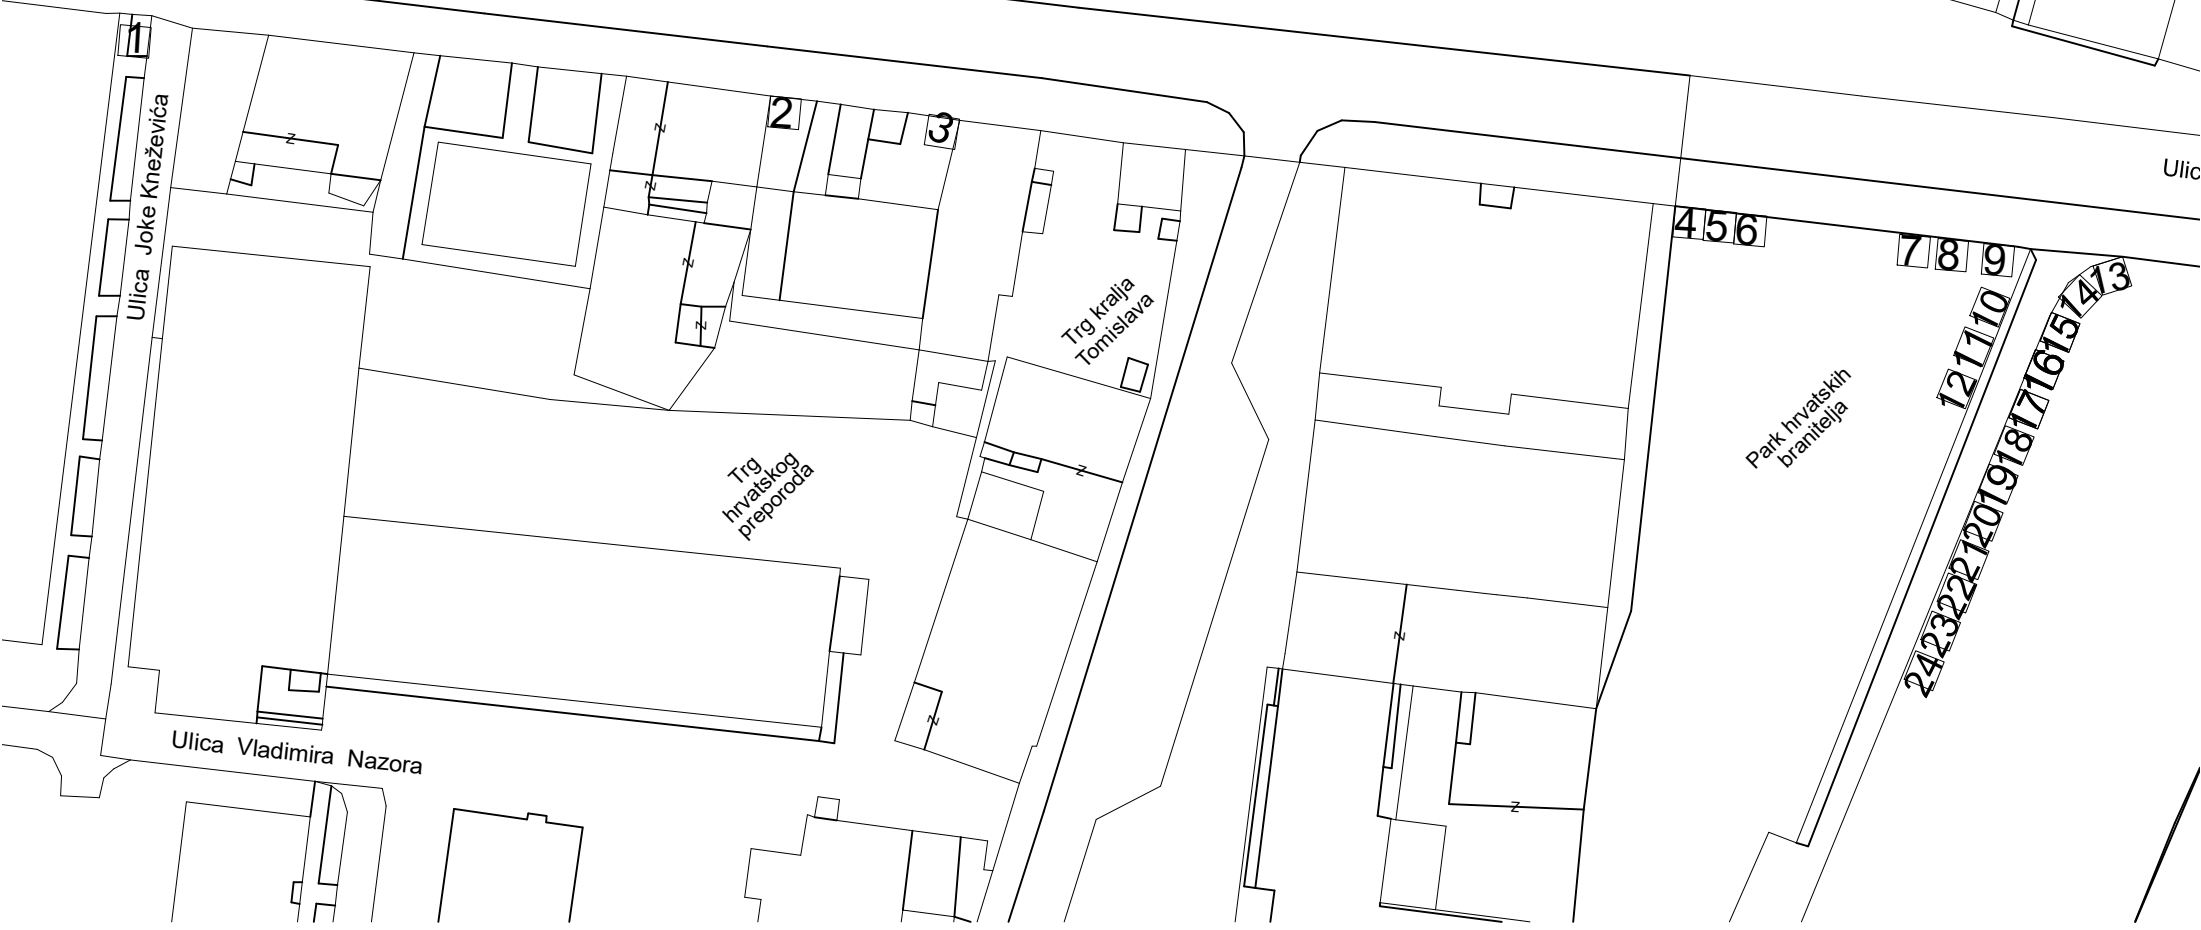 1
2
3
4
5
6
7
8
9
10
11
12
13
14
15
16
17
18
19
20
21
22
23
24
Ulica Joke Kneževića
Trg kralja
Tomislava
Trg
hrvatskog
preporoda
Park hrvatskih
branitelja
Ulica Vladimira Nazora
Ulic
z
z
z
z
z
z
z
z
z